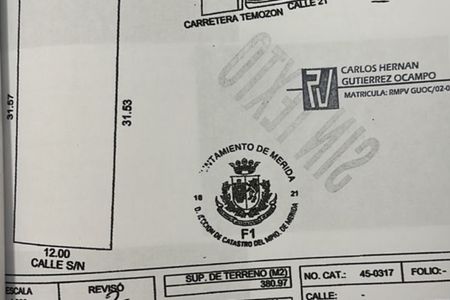 CARRETERA TEMOZON CALLE 21
CARLOS HERNAN
GUTIERREZ OCAMPO
MATRICULA: RMPV GUOC/02-0
SIN TEXTO
31.57
31.53
AYUNTAMIENTO DE MERIDA
18 21
DIRECCION DE CATASTRO DEL MPIO. DE MERIDA
F1
12.00
CALLE S/N
ESCALA
REVISÓ
SUP. DE TERRENO (M2)
380.97
NO. CAT.: 45-0317
FOLIO:-
CALLE: -